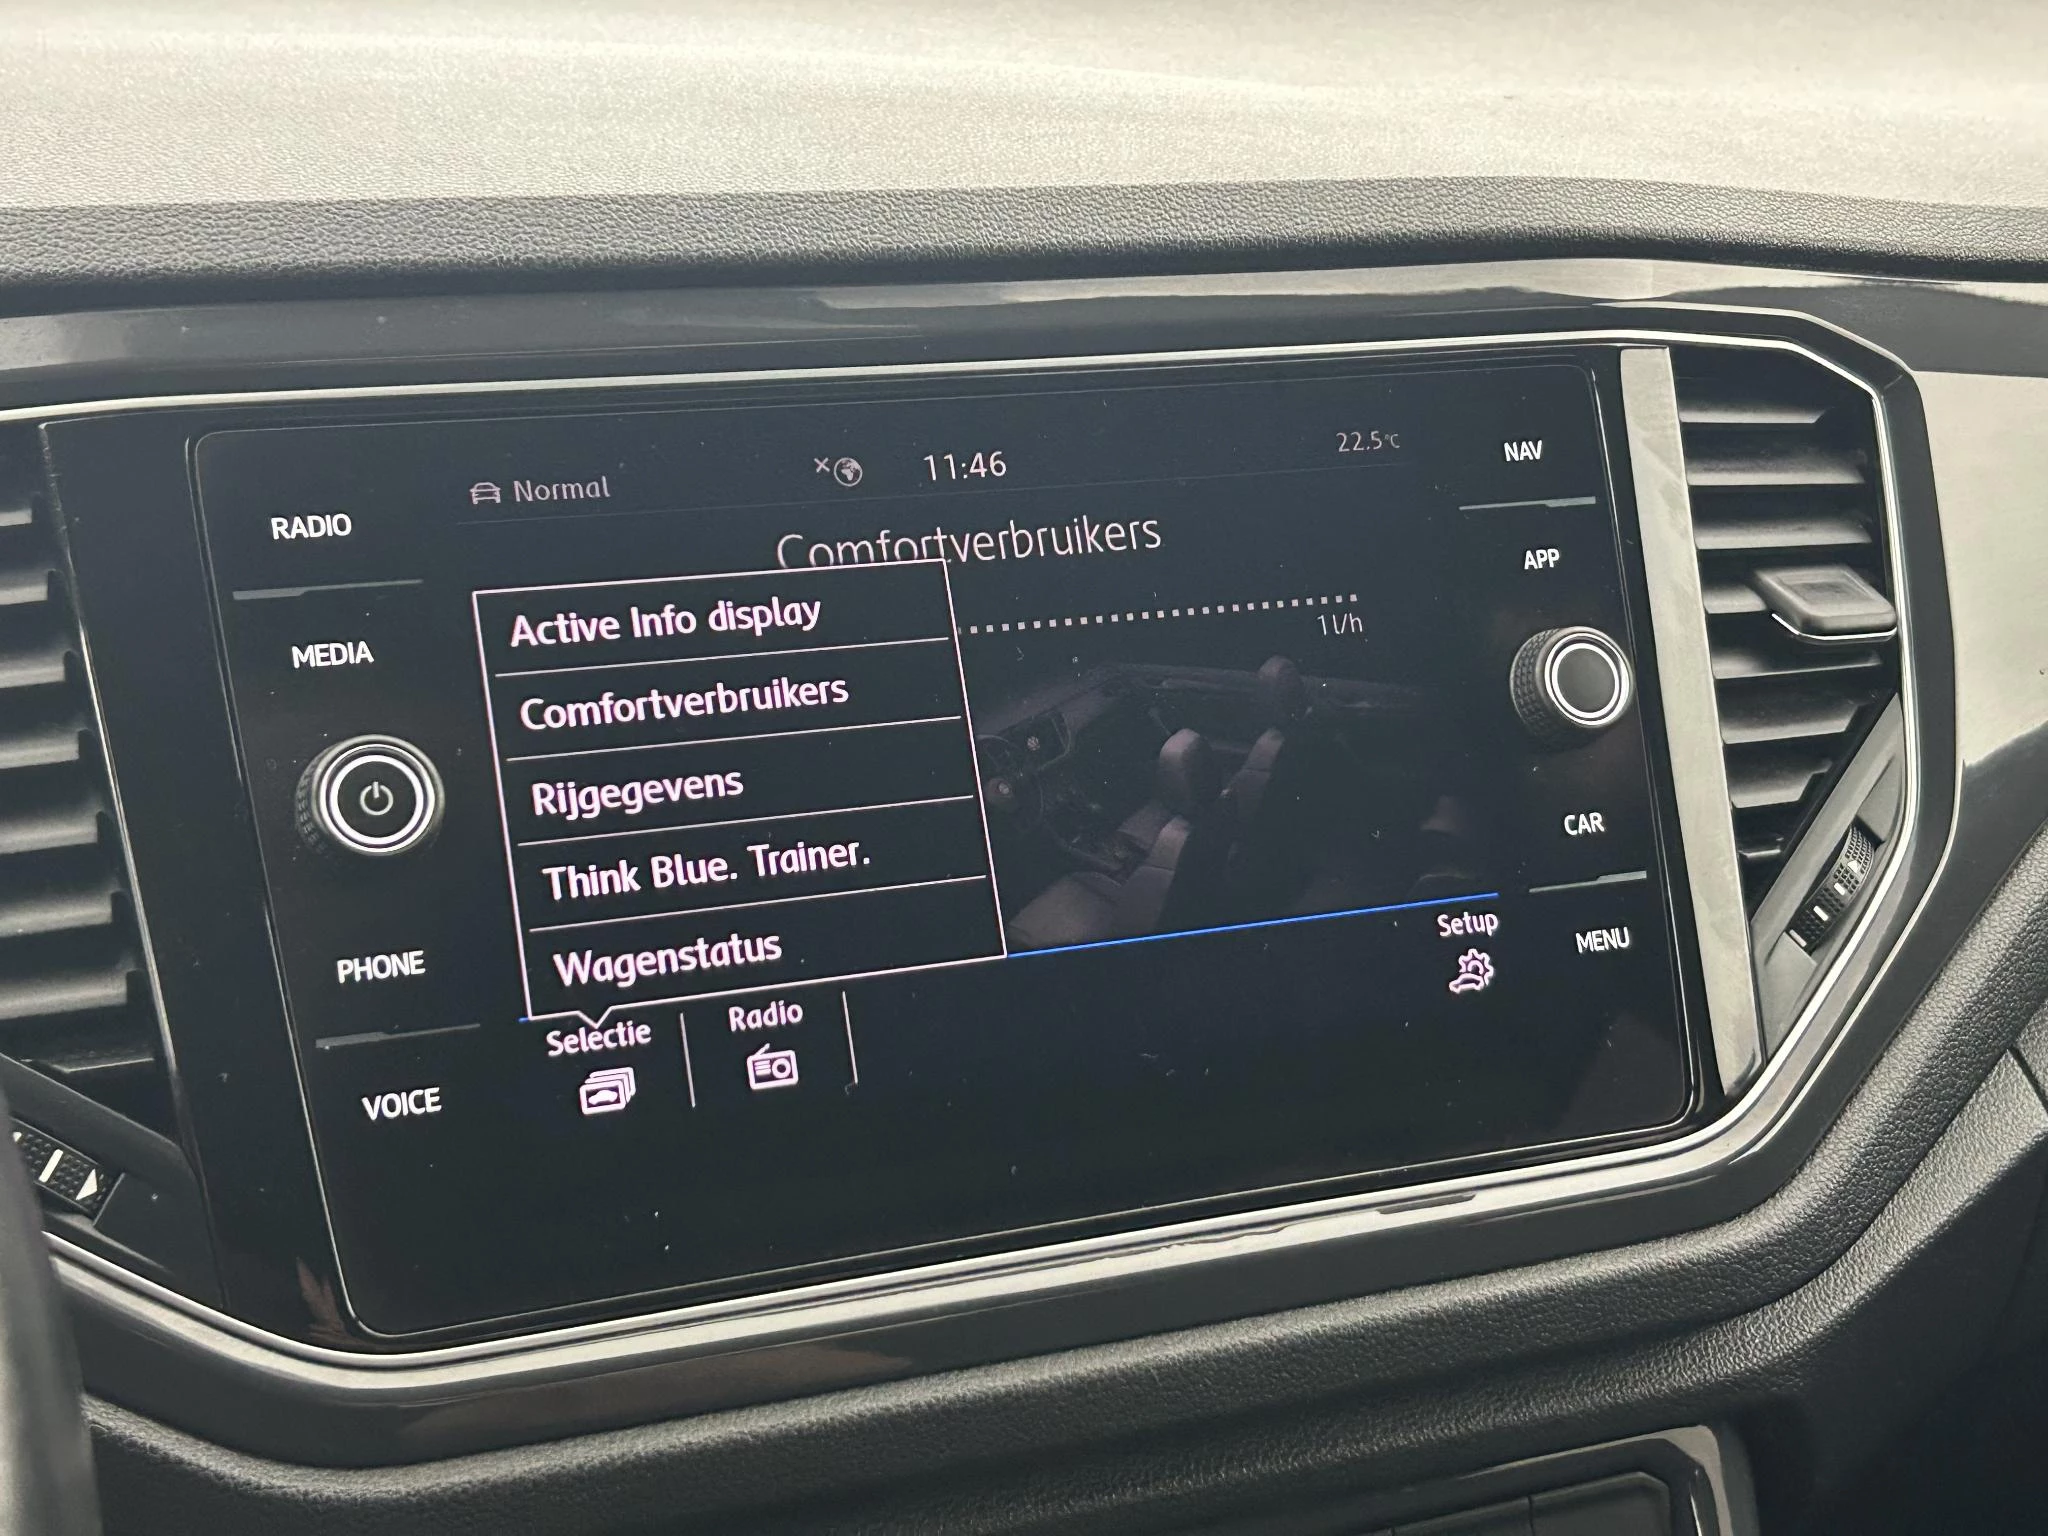 Normal
11:46
22.5°C
NAV
RADIO
Comfortverbruikers
APP
Active Info display
1 l/h
MEDIA
Comfortverbruikers
Rijgegevens
CAR
Think Blue. Trainer.
Setup
MENU
Wagenstatus
PHONE
Selectie
Radio
VOICE